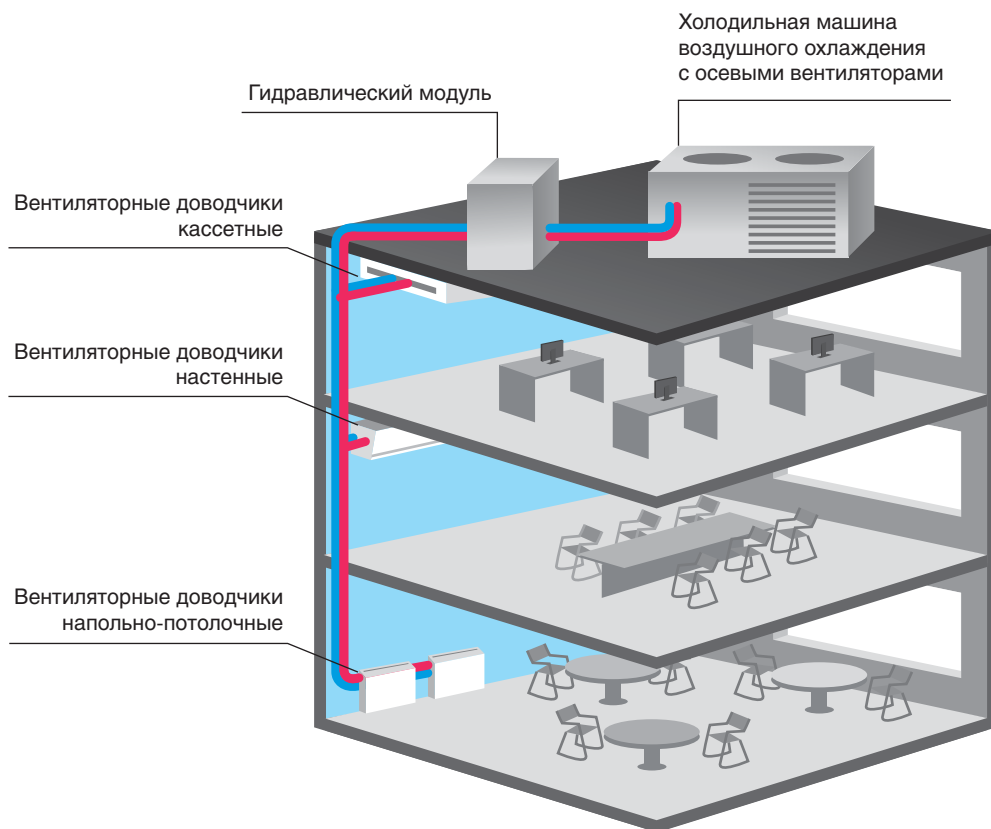 Холодильная машина
воздушного охлаждения
с осевыми вентиляторами
Гидравлический модуль
Вентиляторные доводчики
кассетные
Вентиляторные доводчики
настенные
Вентиляторные доводчики
напольно-потолочные